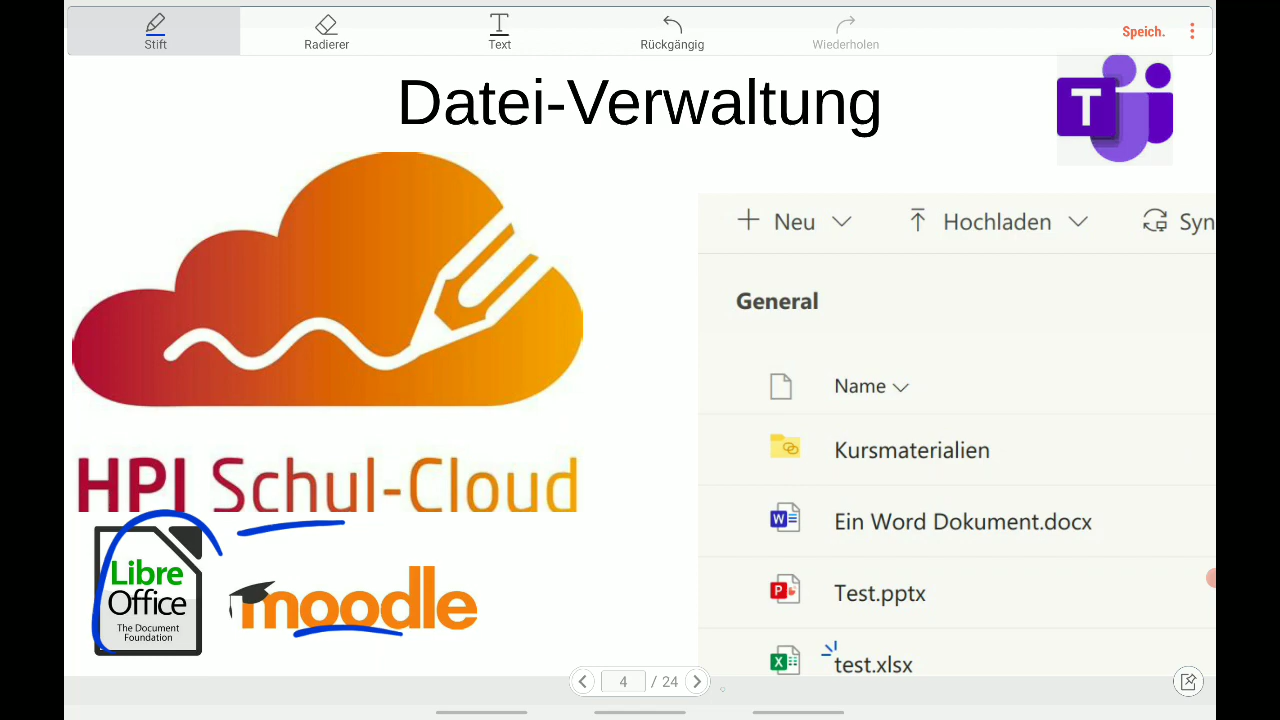 Stift
Radierer
Text
Rückgängig
Wiederholen
Speich.
Datei-Verwaltung
T
Neu
Hochladen
Syn
General
Name
Kursmaterialien
W
Ein Word Dokument.docx
P
Test.pptx
X
test.xlsx
HPI Schul-Cloud
Libre
Office
The Document
Foundation
moodle
4 / 24